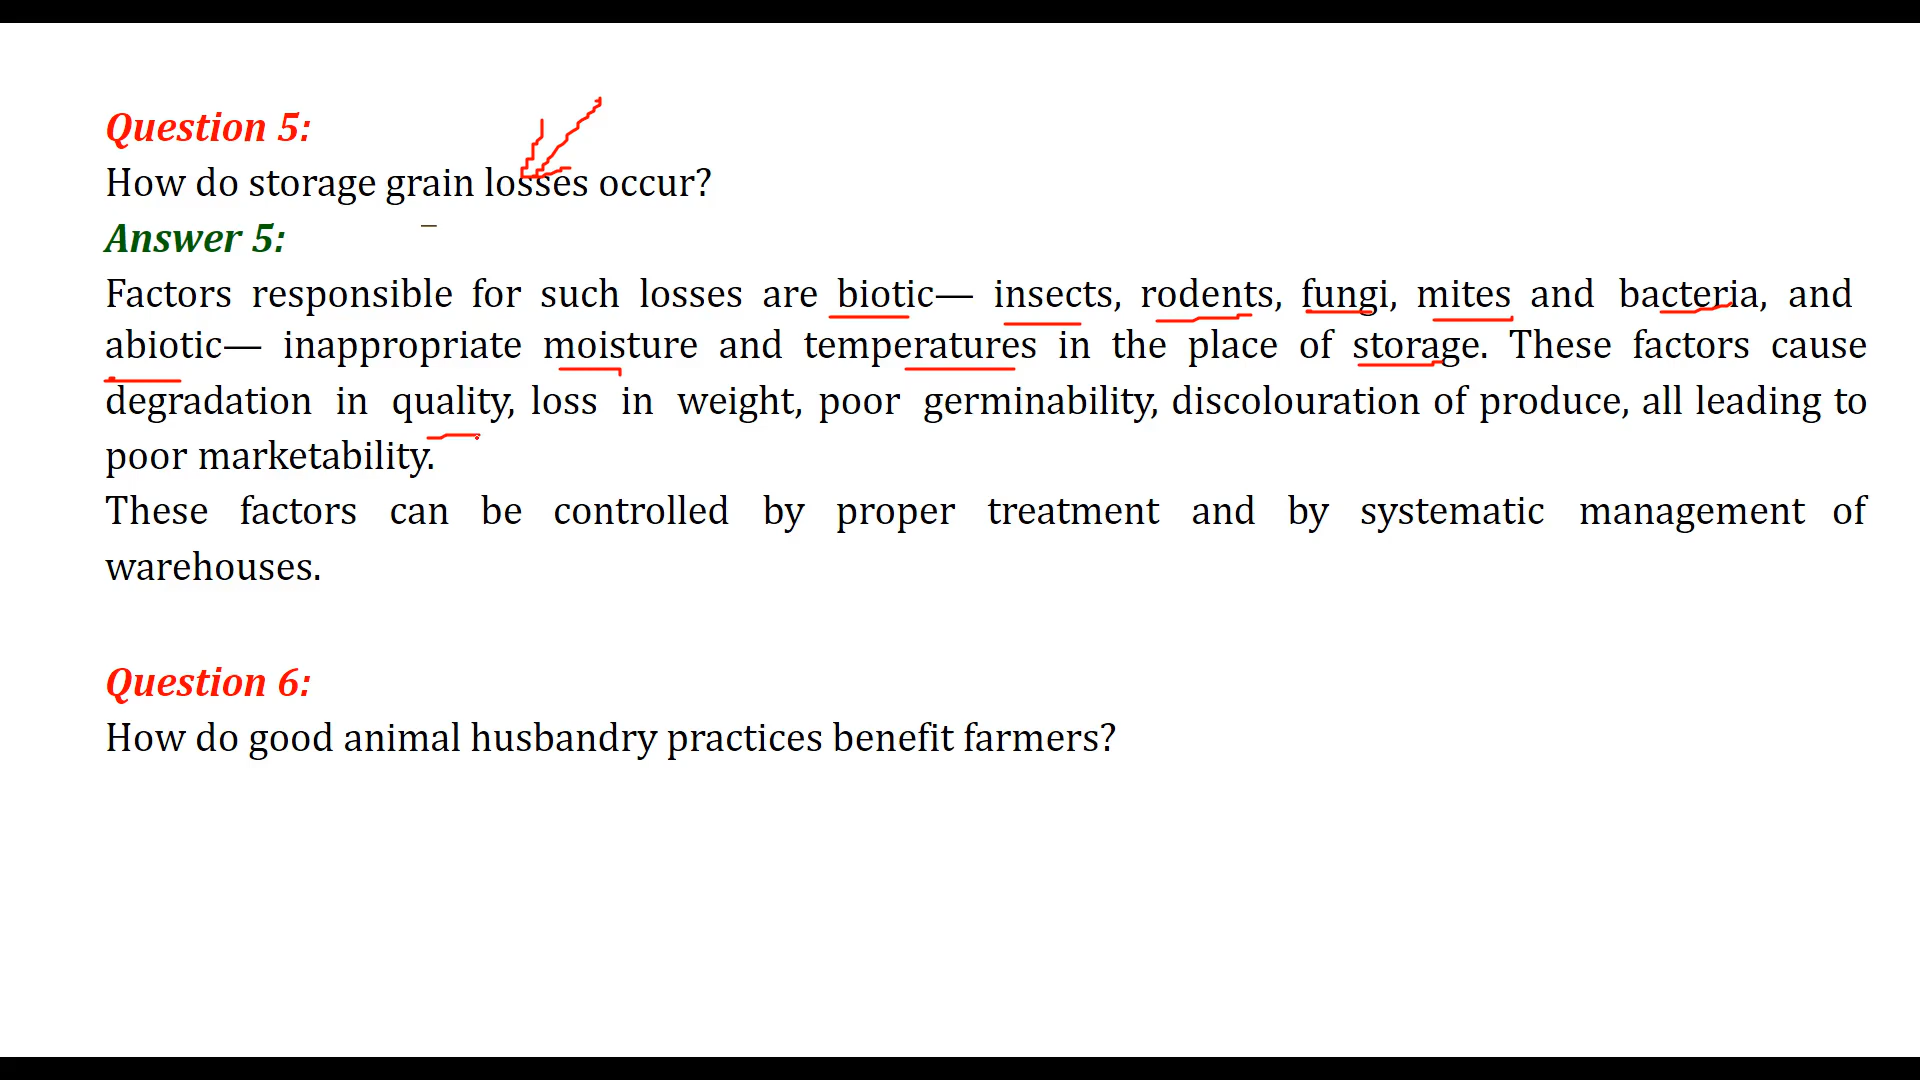 Question 5:
How do storage grain losses occur?
Answer 5:
Factors responsible for such losses are biotic— insects, rodents, fungi, mites and bacteria, and
abiotic— inappropriate moisture and temperatures in the place of storage. These factors cause
degradation in quality, loss in weight, poor germinability, discolouration of produce, all leading to
poor marketability.
These factors can be controlled by proper treatment and by systematic management of
warehouses.
Question 6:
How do good animal husbandry practices benefit farmers?